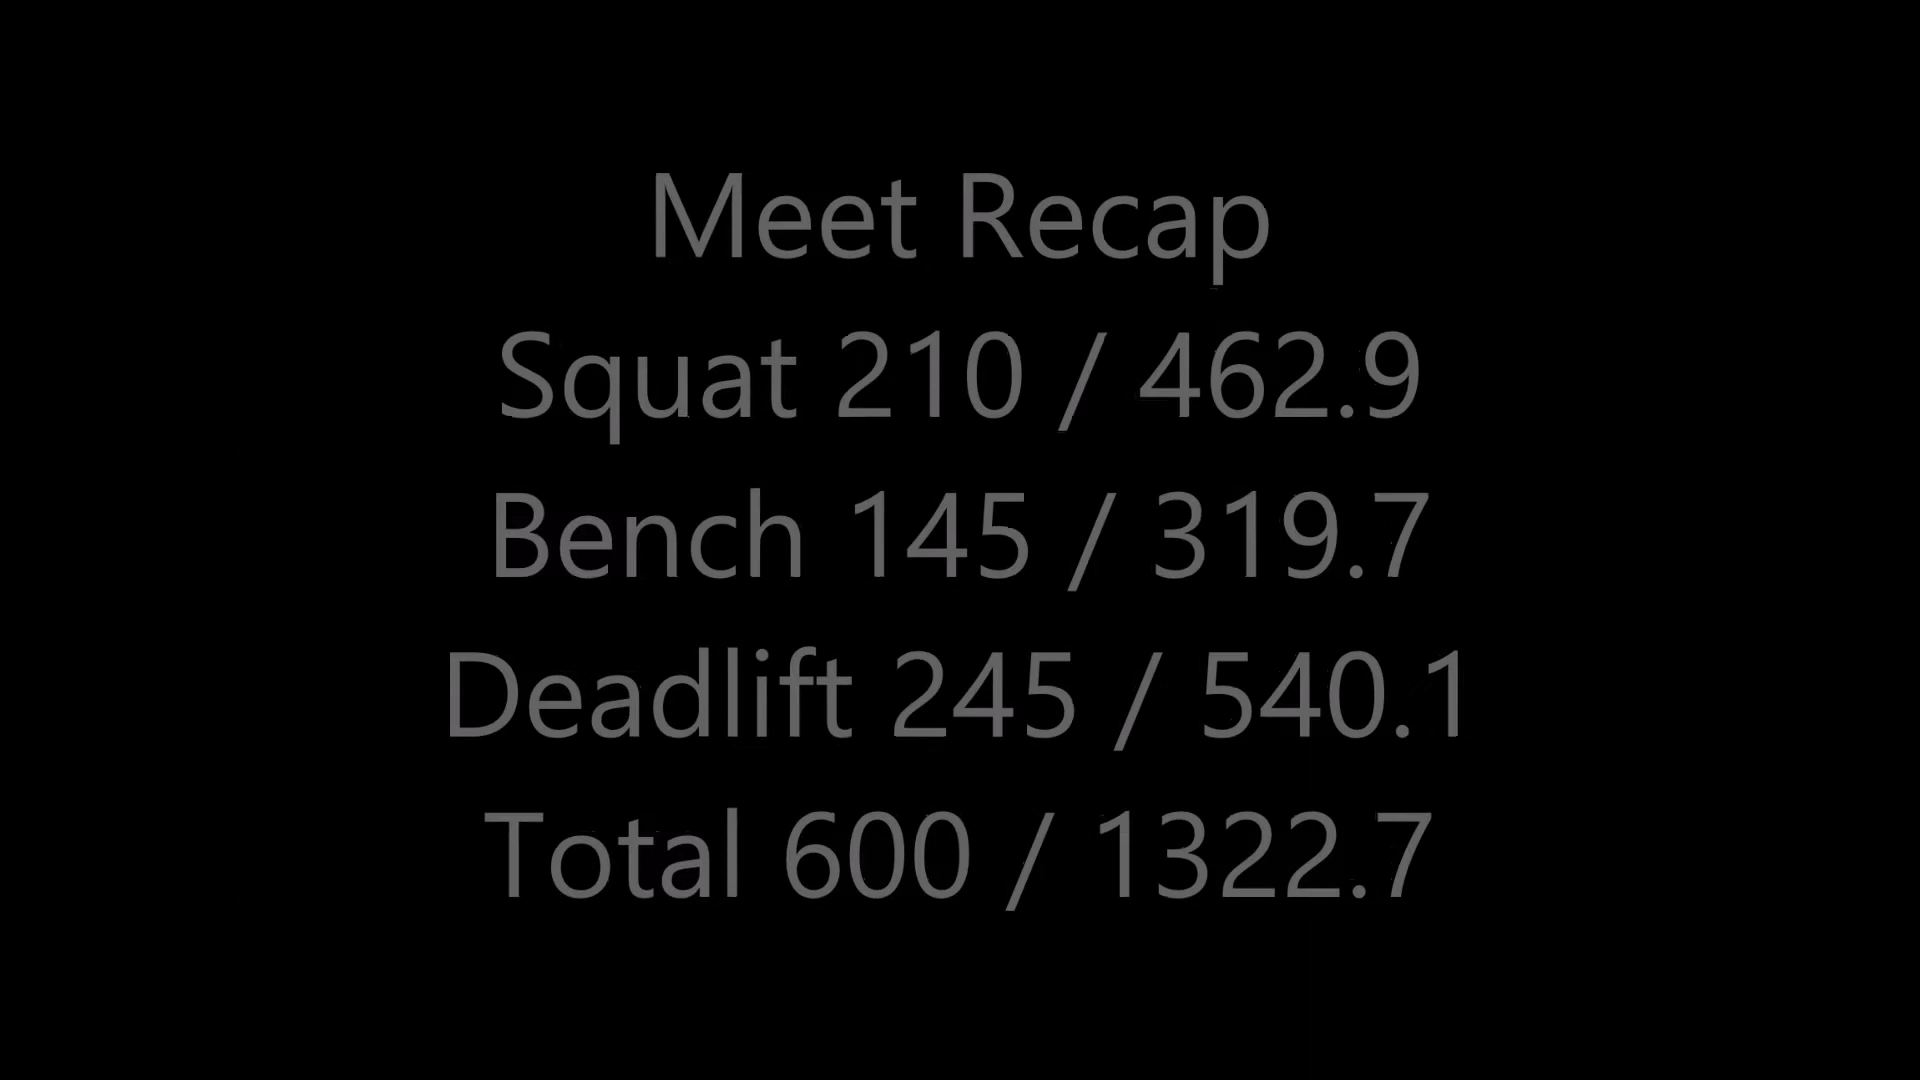 Meet Recap
Squat 210 / 462.9
Bench 145 / 319.7
Deadlift 245 / 540.1
Total 600 / 1322.7